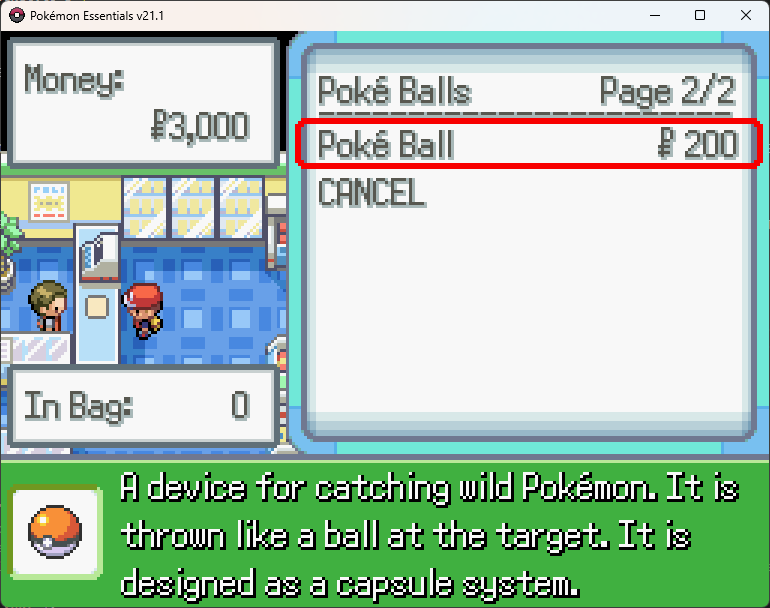 Pokémon Essentials v21.1
Money:
₽3,000
Poké Balls Page 2/2
Poké Ball ₽ 200
CANCEL
In Bag: 0
A device for catching wild Pokémon. It is
thrown like a ball at the target. It is
designed as a capsule system.